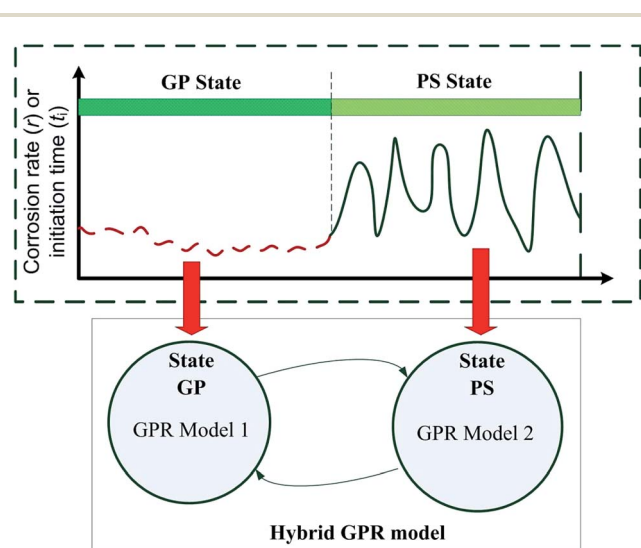 GP State
PS State
Corrosion rate (r) or
initiation time (tᵢ)
State
GP
GPR Model 1
State
PS
GPR Model 2
Hybrid GPR model